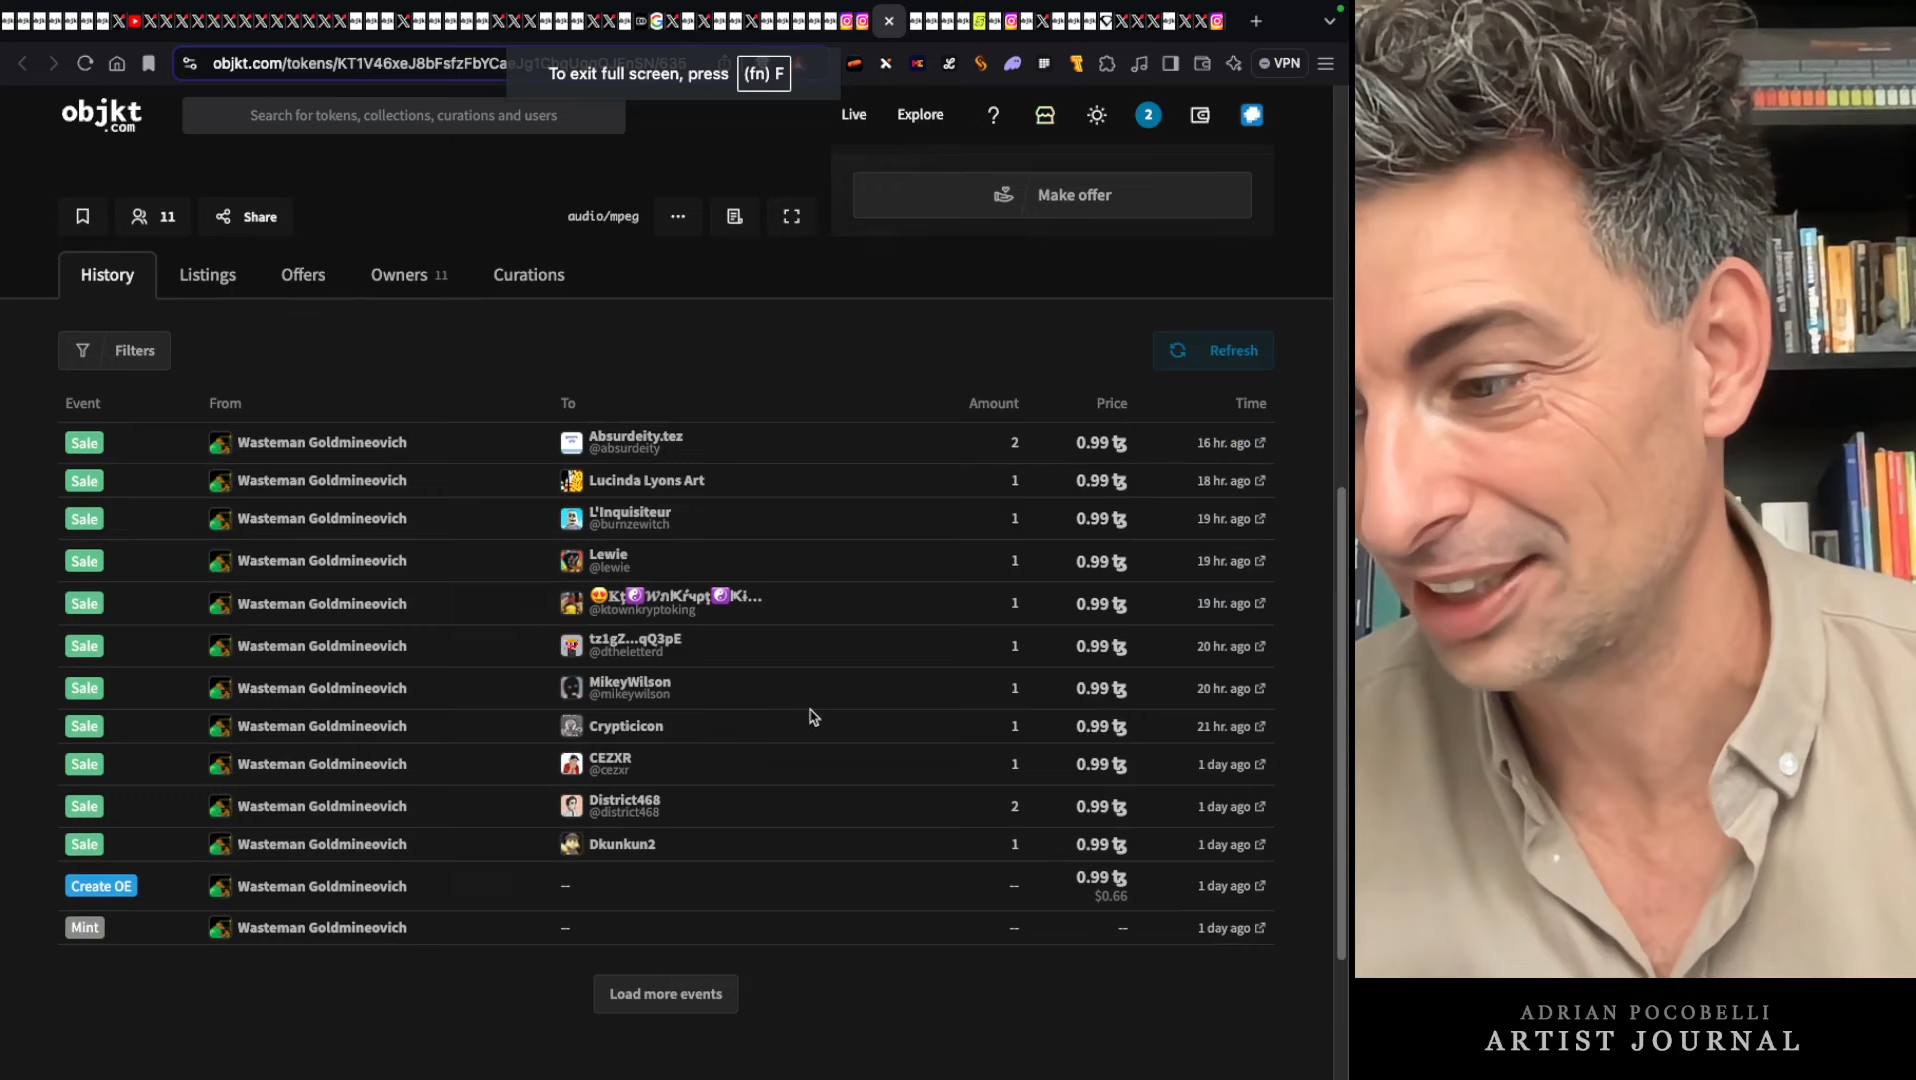 objkt.com/tokens/KT1V46xeJ8bFsfzFbYCa
To exit full screen, press (fn) F
VPN
objkt
.com
Search for tokens, collections, curations and users
Live
Explore
?
2
Make offer
11
Share
audio/mpeg
History
Listings
Offers
Owners 11
Curations
Filters
Refresh
Event From To Amount Price Time
Sale Wasteman Goldmineovich Absurdeity.tez 2 0.99 ꜩ 16 hr. ago
@absurdeity
Sale Wasteman Goldmineovich Lucinda Lyons Art 1 0.99 ꜩ 18 hr. ago
Sale Wasteman Goldmineovich L'Inquisiteur 1 0.99 ꜩ 19 hr. ago
@burnzewitch
Sale Wasteman Goldmineovich Lewie 1 0.99 ꜩ 19 hr. ago
@lewie
Sale Wasteman Goldmineovich 1 0.99 ꜩ 19 hr. ago
@ktownkryptoking
Sale Wasteman Goldmineovich tz1gZ...qQ3pE 1 0.99 ꜩ 20 hr. ago
@dtheletterd
Sale Wasteman Goldmineovich MikeyWilson 1 0.99 ꜩ 20 hr. ago
@mikeywilson
Sale Wasteman Goldmineovich Crypticicon 1 0.99 ꜩ 21 hr. ago
Sale Wasteman Goldmineovich CEZXR 1 0.99 ꜩ 1 day ago
@cezxr
Sale Wasteman Goldmineovich District468 2 0.99 ꜩ 1 day ago
@district468
Sale Wasteman Goldmineovich Dkunkun2 1 0.99 ꜩ 1 day ago
Create OE Wasteman Goldmineovich -- -- 0.99 ꜩ 1 day ago
$0.66
Mint Wasteman Goldmineovich -- -- -- 1 day ago
Load more events
ADRIAN POCOBELLI
ARTIST JOURNAL